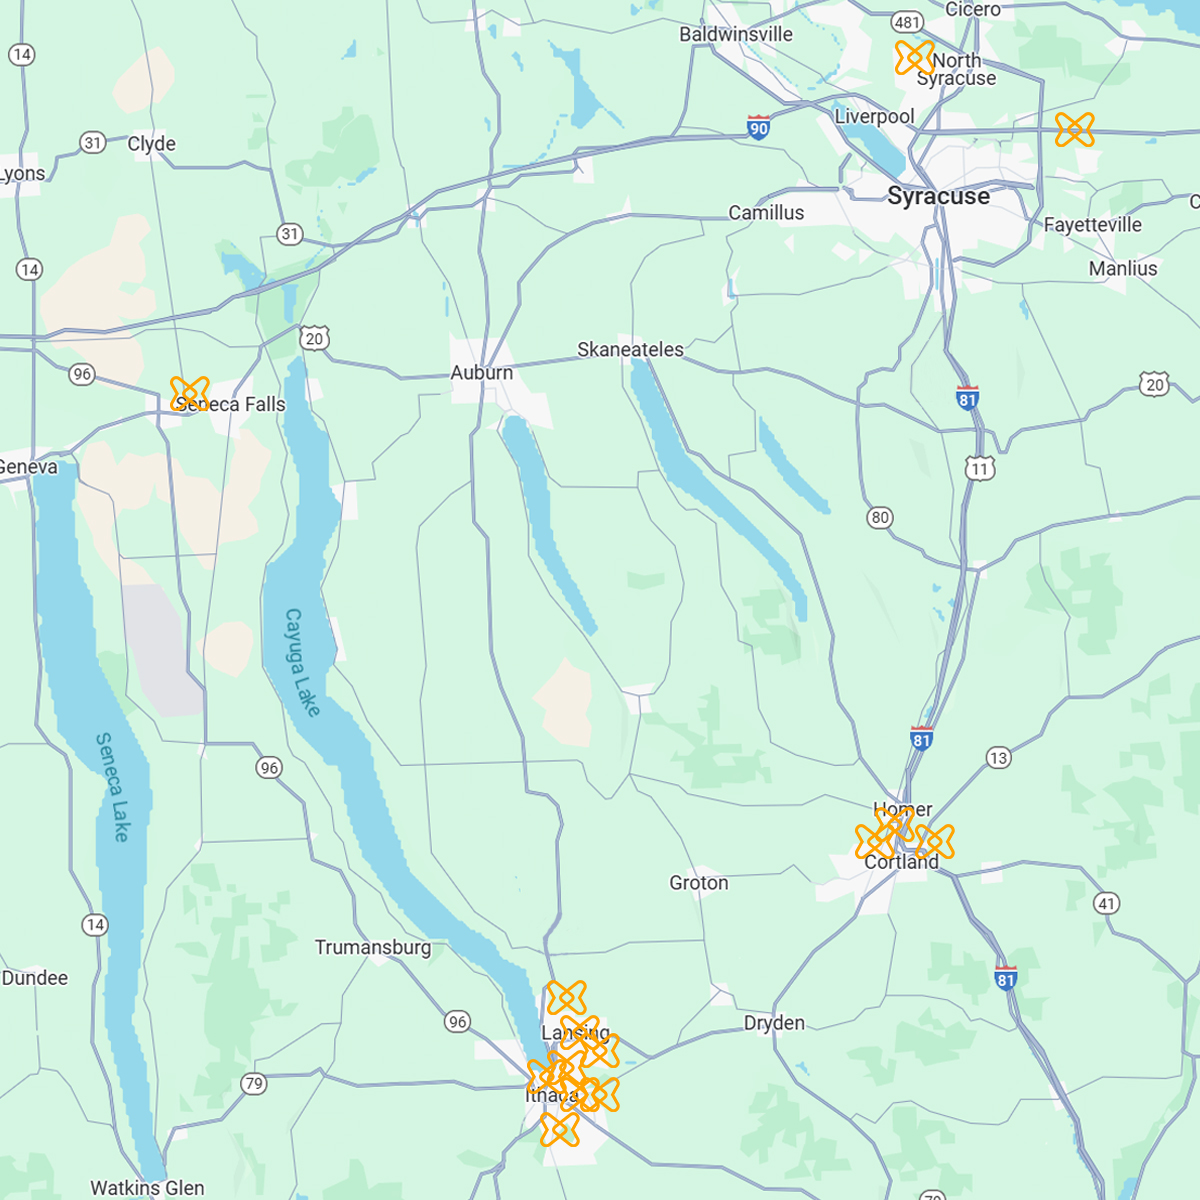 Cicero
481
Baldwinsville
14
North
Syracuse
Liverpool
90
31
Clyde
Lyons
Syracuse
Camillus
Fayetteville
31
14
Manlius
20
Skaneateles
96
Auburn
20
81
Seneca Falls
Geneva
11
80
Cayuga Lake
Seneca Lake
81
13
96
Homer
Cortland
Groton
41
14
Trumansburg
Dundee
81
96
Lansing
Dryden
79
Ithaca
Watkins Glen
79